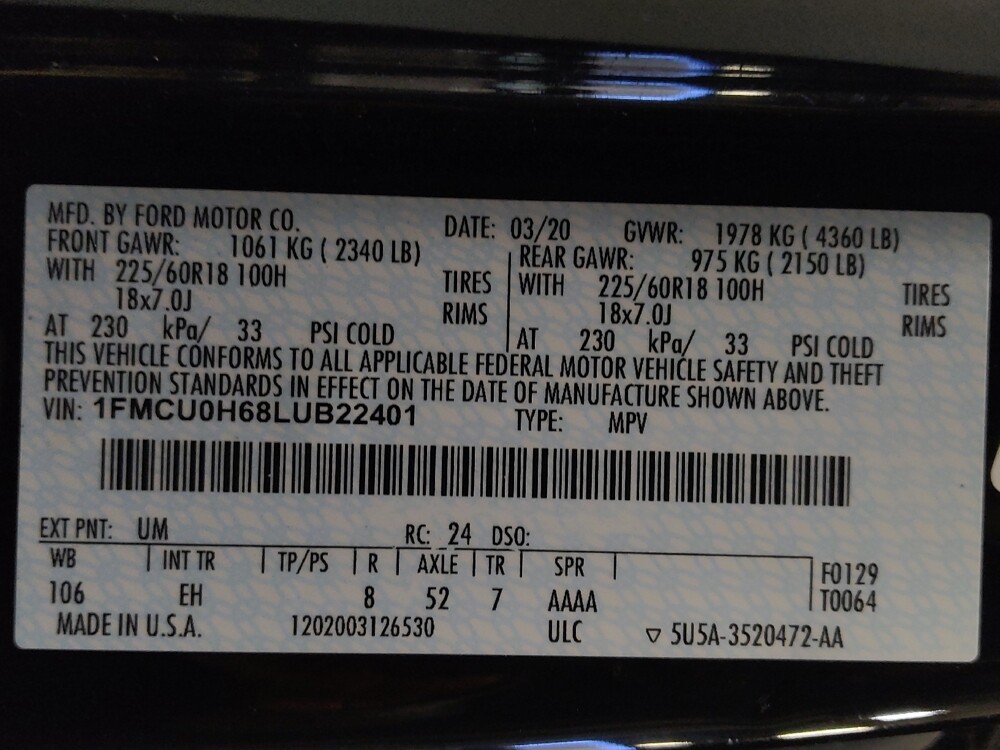 MFD. BY FORD MOTOR CO. DATE: 03/20 GVWR: 1978 KG ( 4360 LB)
FRONT GAWR: 1061 KG ( 2340 LB) REAR GAWR: 975 KG ( 2150 LB)
WITH 225/60R18 100H TIRES WITH 225/60R18 100H TIRES
18x7.0J RIMS 18x7.0J RIMS
AT 230 kPa/ 33 PSI COLD AT 230 kPa/ 33 PSI COLD
THIS VEHICLE CONFORMS TO ALL APPLICABLE FEDERAL MOTOR VEHICLE SAFETY AND THEFT
PREVENTION STANDARDS IN EFFECT ON THE DATE OF MANUFACTURE SHOWN ABOVE.
VIN: 1FMCU0H68LUB22401 TYPE: MPV
EXT PNT: UM RC: 24 DSO:
WB INT TR TP/PS R AXLE TR SPR F0129
106 EH 8 52 7 AAAA T0064
MADE IN U.S.A. 1202003126530 ULC ▽ 5U5A-3520472-AA